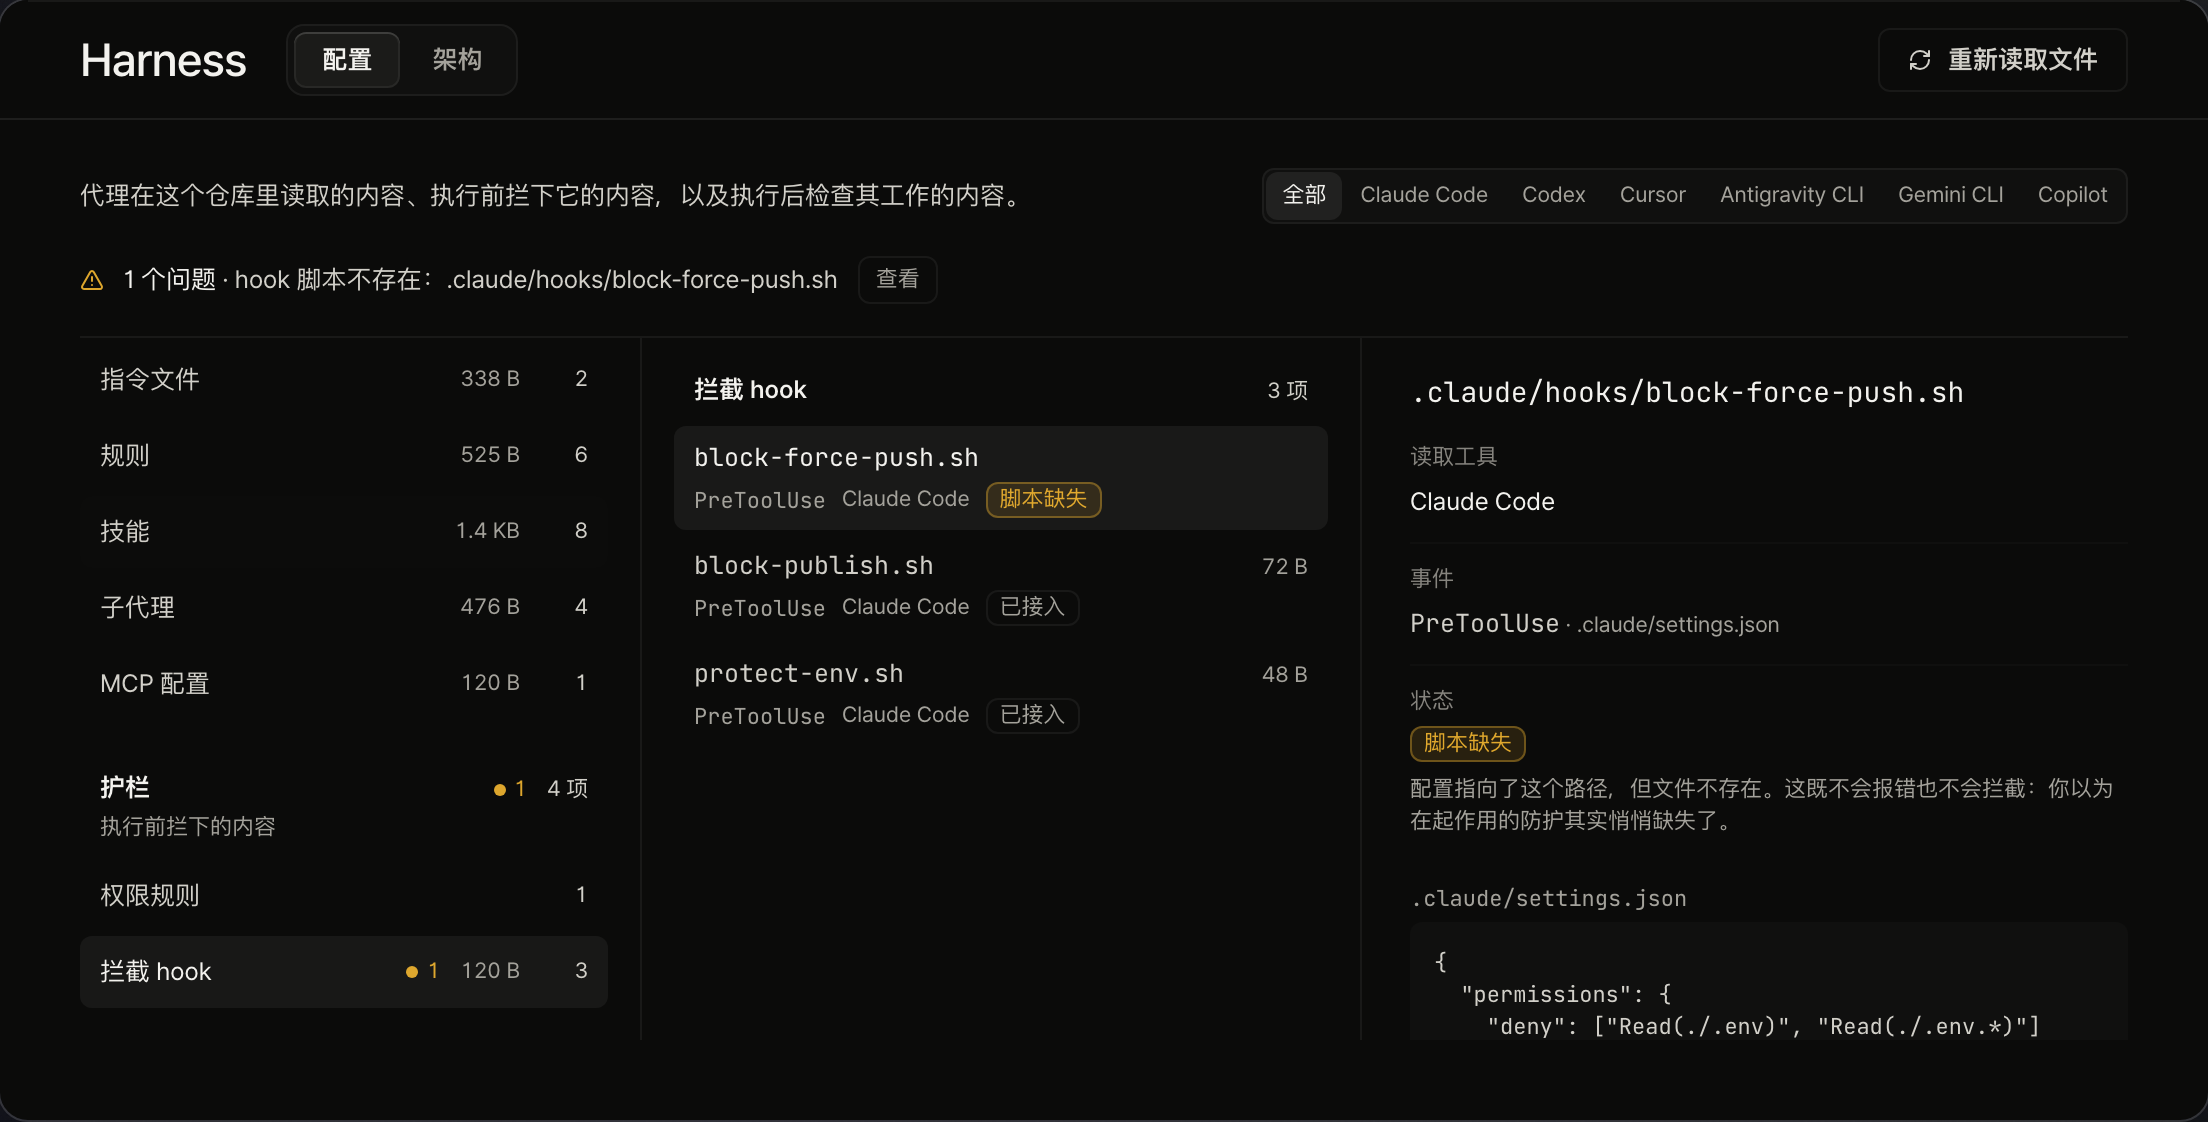 Harness
配置
架构
重新读取文件
代理在这个仓库里读取的内容、执行前拦下它的内容，以及执行后检查其工作的内容。
全部
Claude Code
Codex
Cursor
Antigravity CLI
Gemini CLI
Copilot
1 个问题 · hook 脚本不存在：.claude/hooks/block-force-push.sh
查看
指令文件 338 B 2
规则 525 B 6
技能 1.4 KB 8
子代理 476 B 4
MCP 配置 120 B 1
护栏 1 4 项
执行前拦下的内容
权限规则 1
拦截 hook 1 120 B 3
拦截 hook 3 项
block-force-push.sh
PreToolUse Claude Code 脚本缺失
block-publish.sh 72 B
PreToolUse Claude Code 已接入
protect-env.sh 48 B
PreToolUse Claude Code 已接入
.claude/hooks/block-force-push.sh
读取工具
Claude Code
事件
PreToolUse · .claude/settings.json
状态
脚本缺失
配置指向了这个路径，但文件不存在。这既不会报错也不会拦截：你以为
在起作用的防护其实悄悄缺失了。
.claude/settings.json
{
"permissions": {
"deny": ["Read(./.env)", "Read(./.env.*)"]